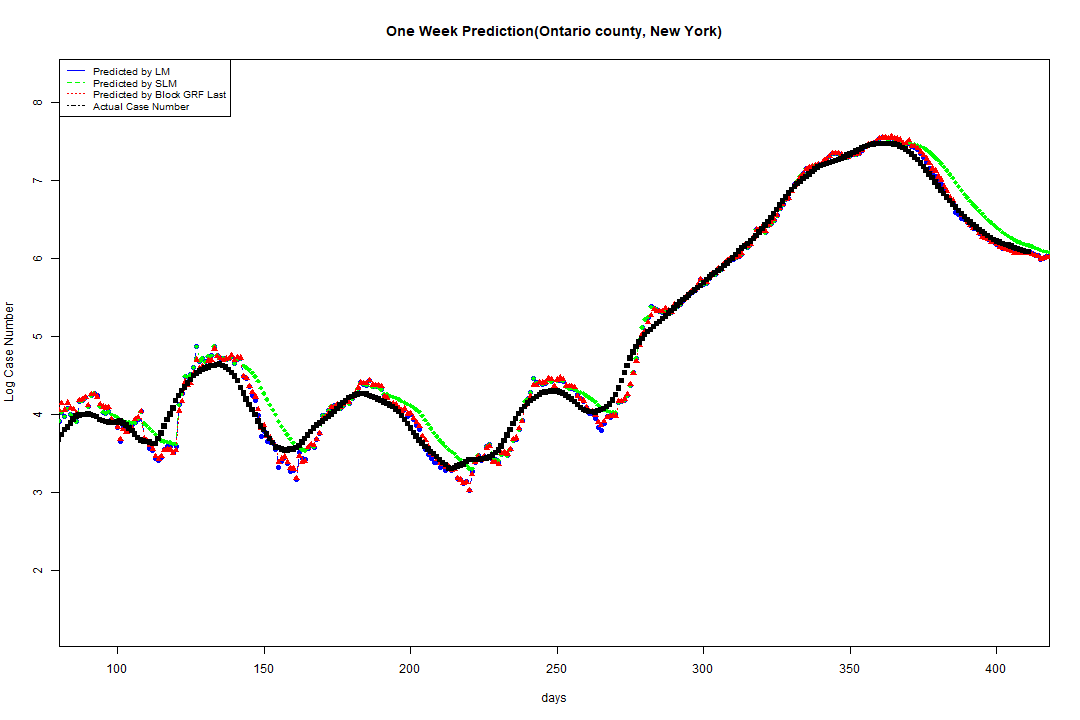 One Week Prediction(Ontario county, New York)
Predicted by LM
Predicted by SLM
Predicted by Block GRF Last
Actual Case Number
Log Case Number
8
7
6
5
4
3
2
100 150 200 250 300 350 400
days